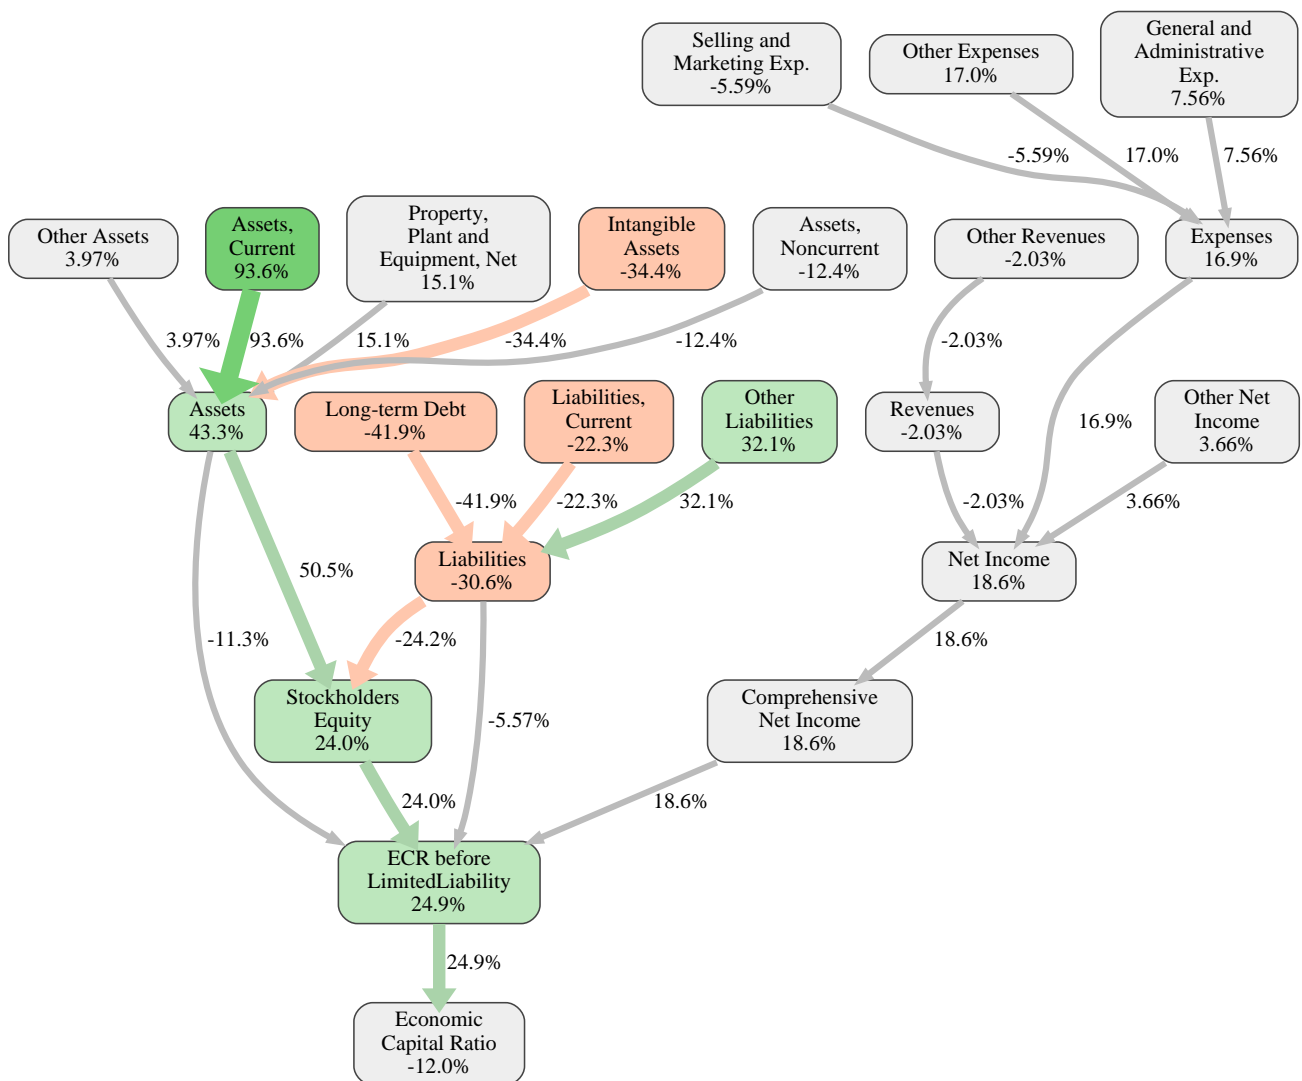 Selling and
Marketing Exp.
-5.59%
Other Expenses
17.0%
General and
Administrative
Exp.
7.56%
-5.59%
17.0%
7.56%
Other Assets
3.97%
Assets,
Current
93.6%
Property,
Plant and
Equipment, Net
15.1%
Intangible
Assets
-34.4%
Assets,
Noncurrent
-12.4%
Other Revenues
-2.03%
Expenses
16.9%
3.97%
93.6%
15.1%
-34.4%
-12.4%
-2.03%
Assets
43.3%
Long-term Debt
-41.9%
Liabilities,
Current
-22.3%
Other
Liabilities
32.1%
Revenues
-2.03%
16.9%
Other Net
Income
3.66%
-41.9%
-22.3%
32.1%
-2.03%
3.66%
50.5%
Liabilities
-30.6%
Net Income
18.6%
-11.3%
-24.2%
18.6%
Stockholders
Equity
24.0%
-5.57%
Comprehensive
Net Income
18.6%
24.0%
18.6%
ECR before
LimitedLiability
24.9%
24.9%
Economic
Capital Ratio
-12.0%